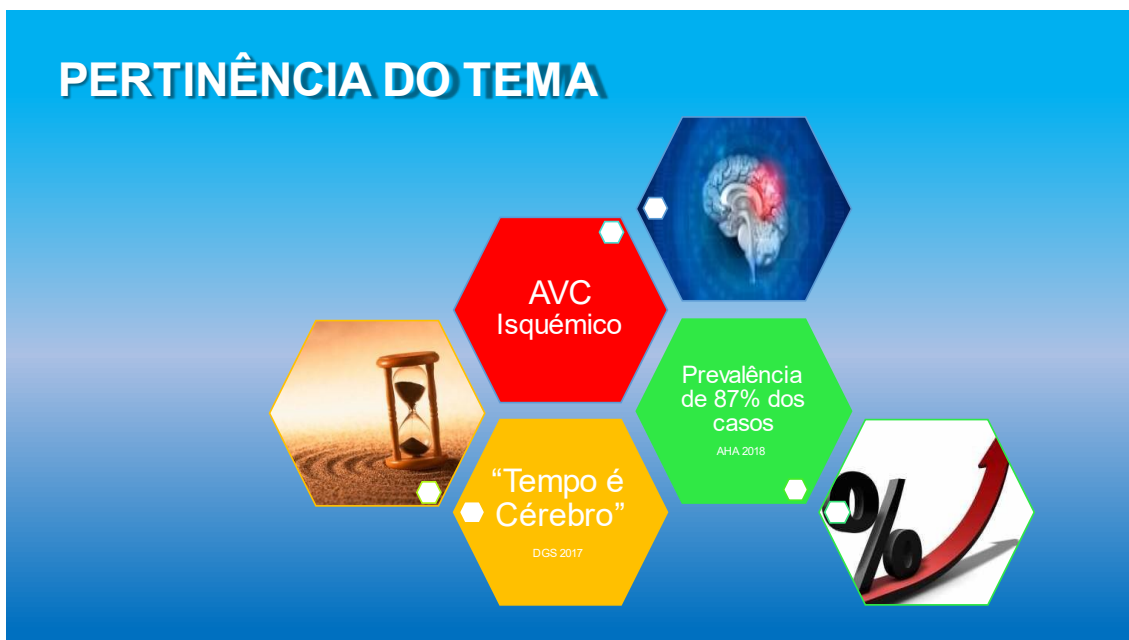 PERTINÊNCIA DO TEMA
AVC
Isquémico
Prevalência
de 87% dos
casos
AHA 2018
“Tempo é
Cérebro”
DGS 2017
%